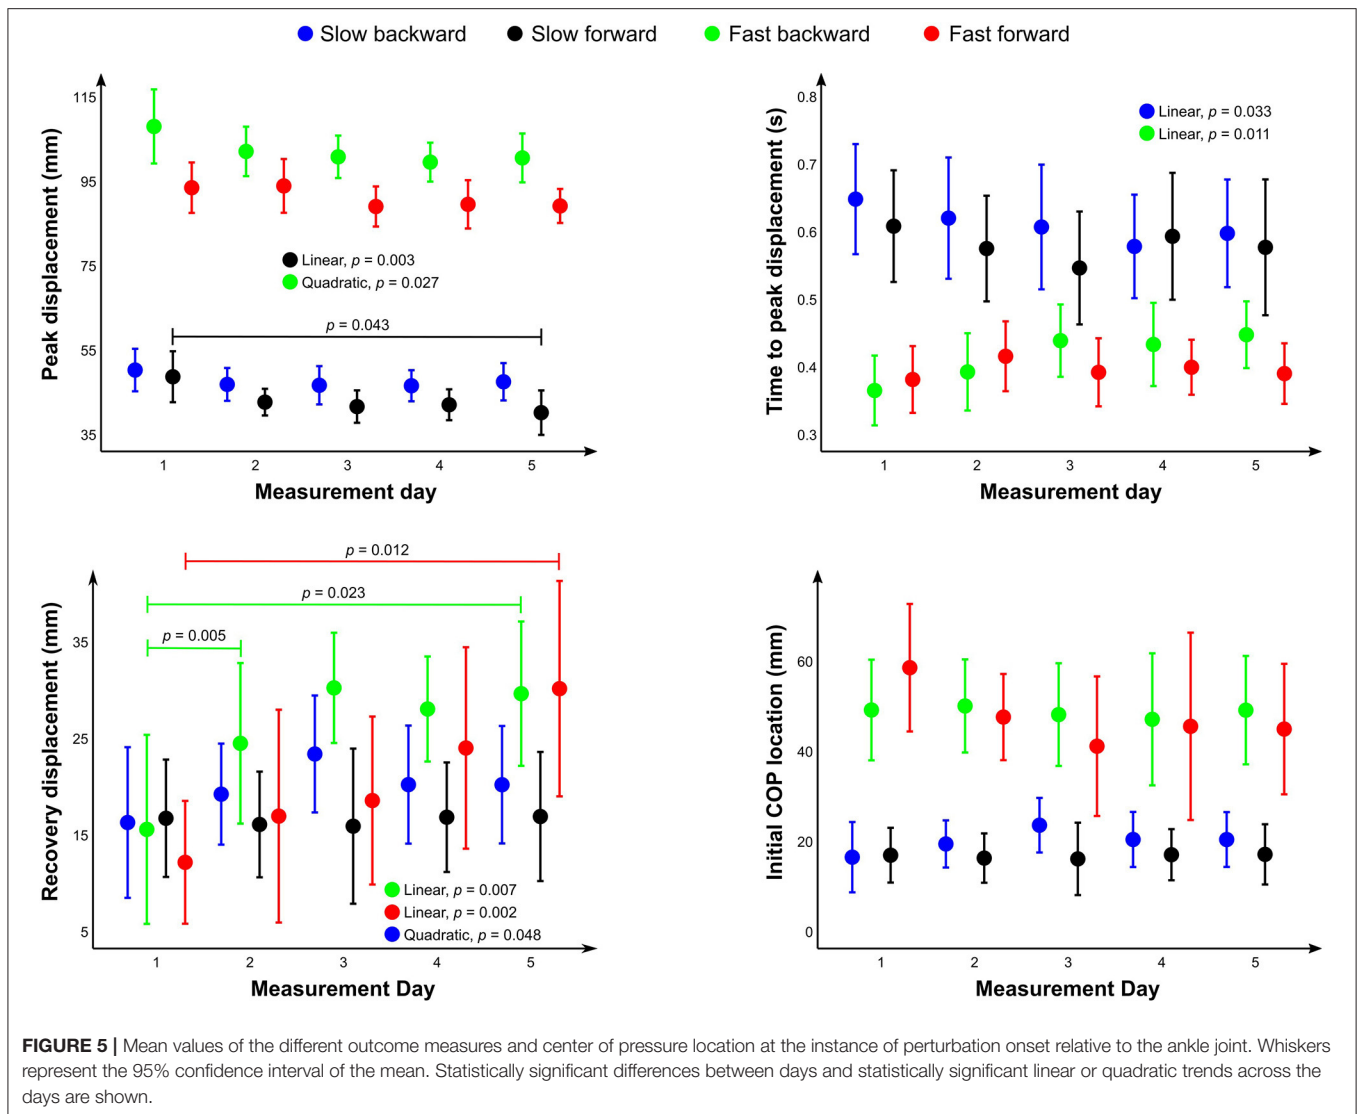 Slow backward Slow forward Fast backward Fast forward
Peak displacement (mm)
115
95
75
55
35
Linear, p = 0.003
Quadratic, p = 0.027
p = 0.043
1 2 3 4 5
Measurement day
Time to peak displacement (s)
0.8
0.7
0.6
0.5
0.4
0.3
Linear, p = 0.033
Linear, p = 0.011
1 2 3 4 5
Measurement day
Recovery displacement (mm)
35
25
15
5
p = 0.012
p = 0.023
p = 0.005
Linear, p = 0.007
Linear, p = 0.002
Quadratic, p = 0.048
1 2 3 4 5
Measurement Day
Initial COP location (mm)
60
40
20
0
1 2 3 4 5
Measurement Day
FIGURE 5 | Mean values of the different outcome measures and center of pressure location at the instance of perturbation onset relative to the ankle joint. Whiskers
represent the 95% confidence interval of the mean. Statistically significant differences between days and statistically significant linear or quadratic trends across the
days are shown.